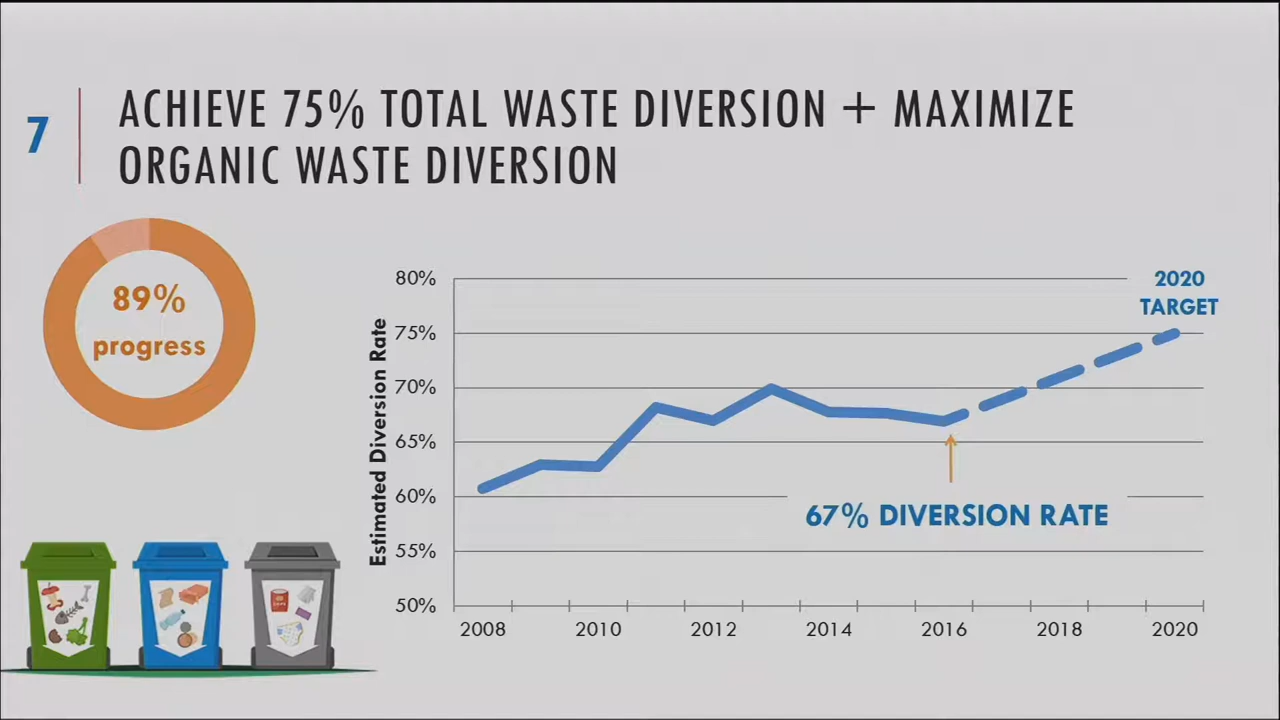 7
ACHIEVE 75% TOTAL WASTE DIVERSION + MAXIMIZE
ORGANIC WASTE DIVERSION
89%
progress
Estimated Diversion Rate
80%
75%
70%
65%
60%
55%
50%
2020
TARGET
67% DIVERSION RATE
2008 2010 2012 2014 2016 2018 2020